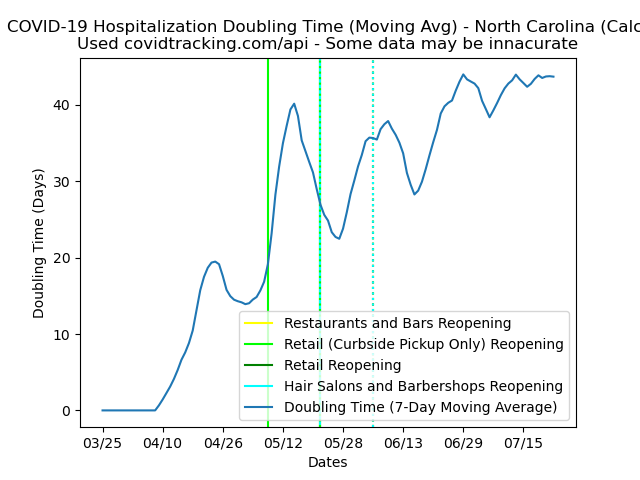 COVID-19 Hospitalization Doubling Time (Moving Avg) - North Carolina (Calc
Used covidtracking.com/api - Some data may be innacurate
Doubling Time (Days)
40
30
20
10
0
Restaurants and Bars Reopening
Retail (Curbside Pickup Only) Reopening
Retail Reopening
Hair Salons and Barbershops Reopening
Doubling Time (7-Day Moving Average)
03/25 04/10 04/26 05/12 05/28 06/13 06/29 07/15
Dates